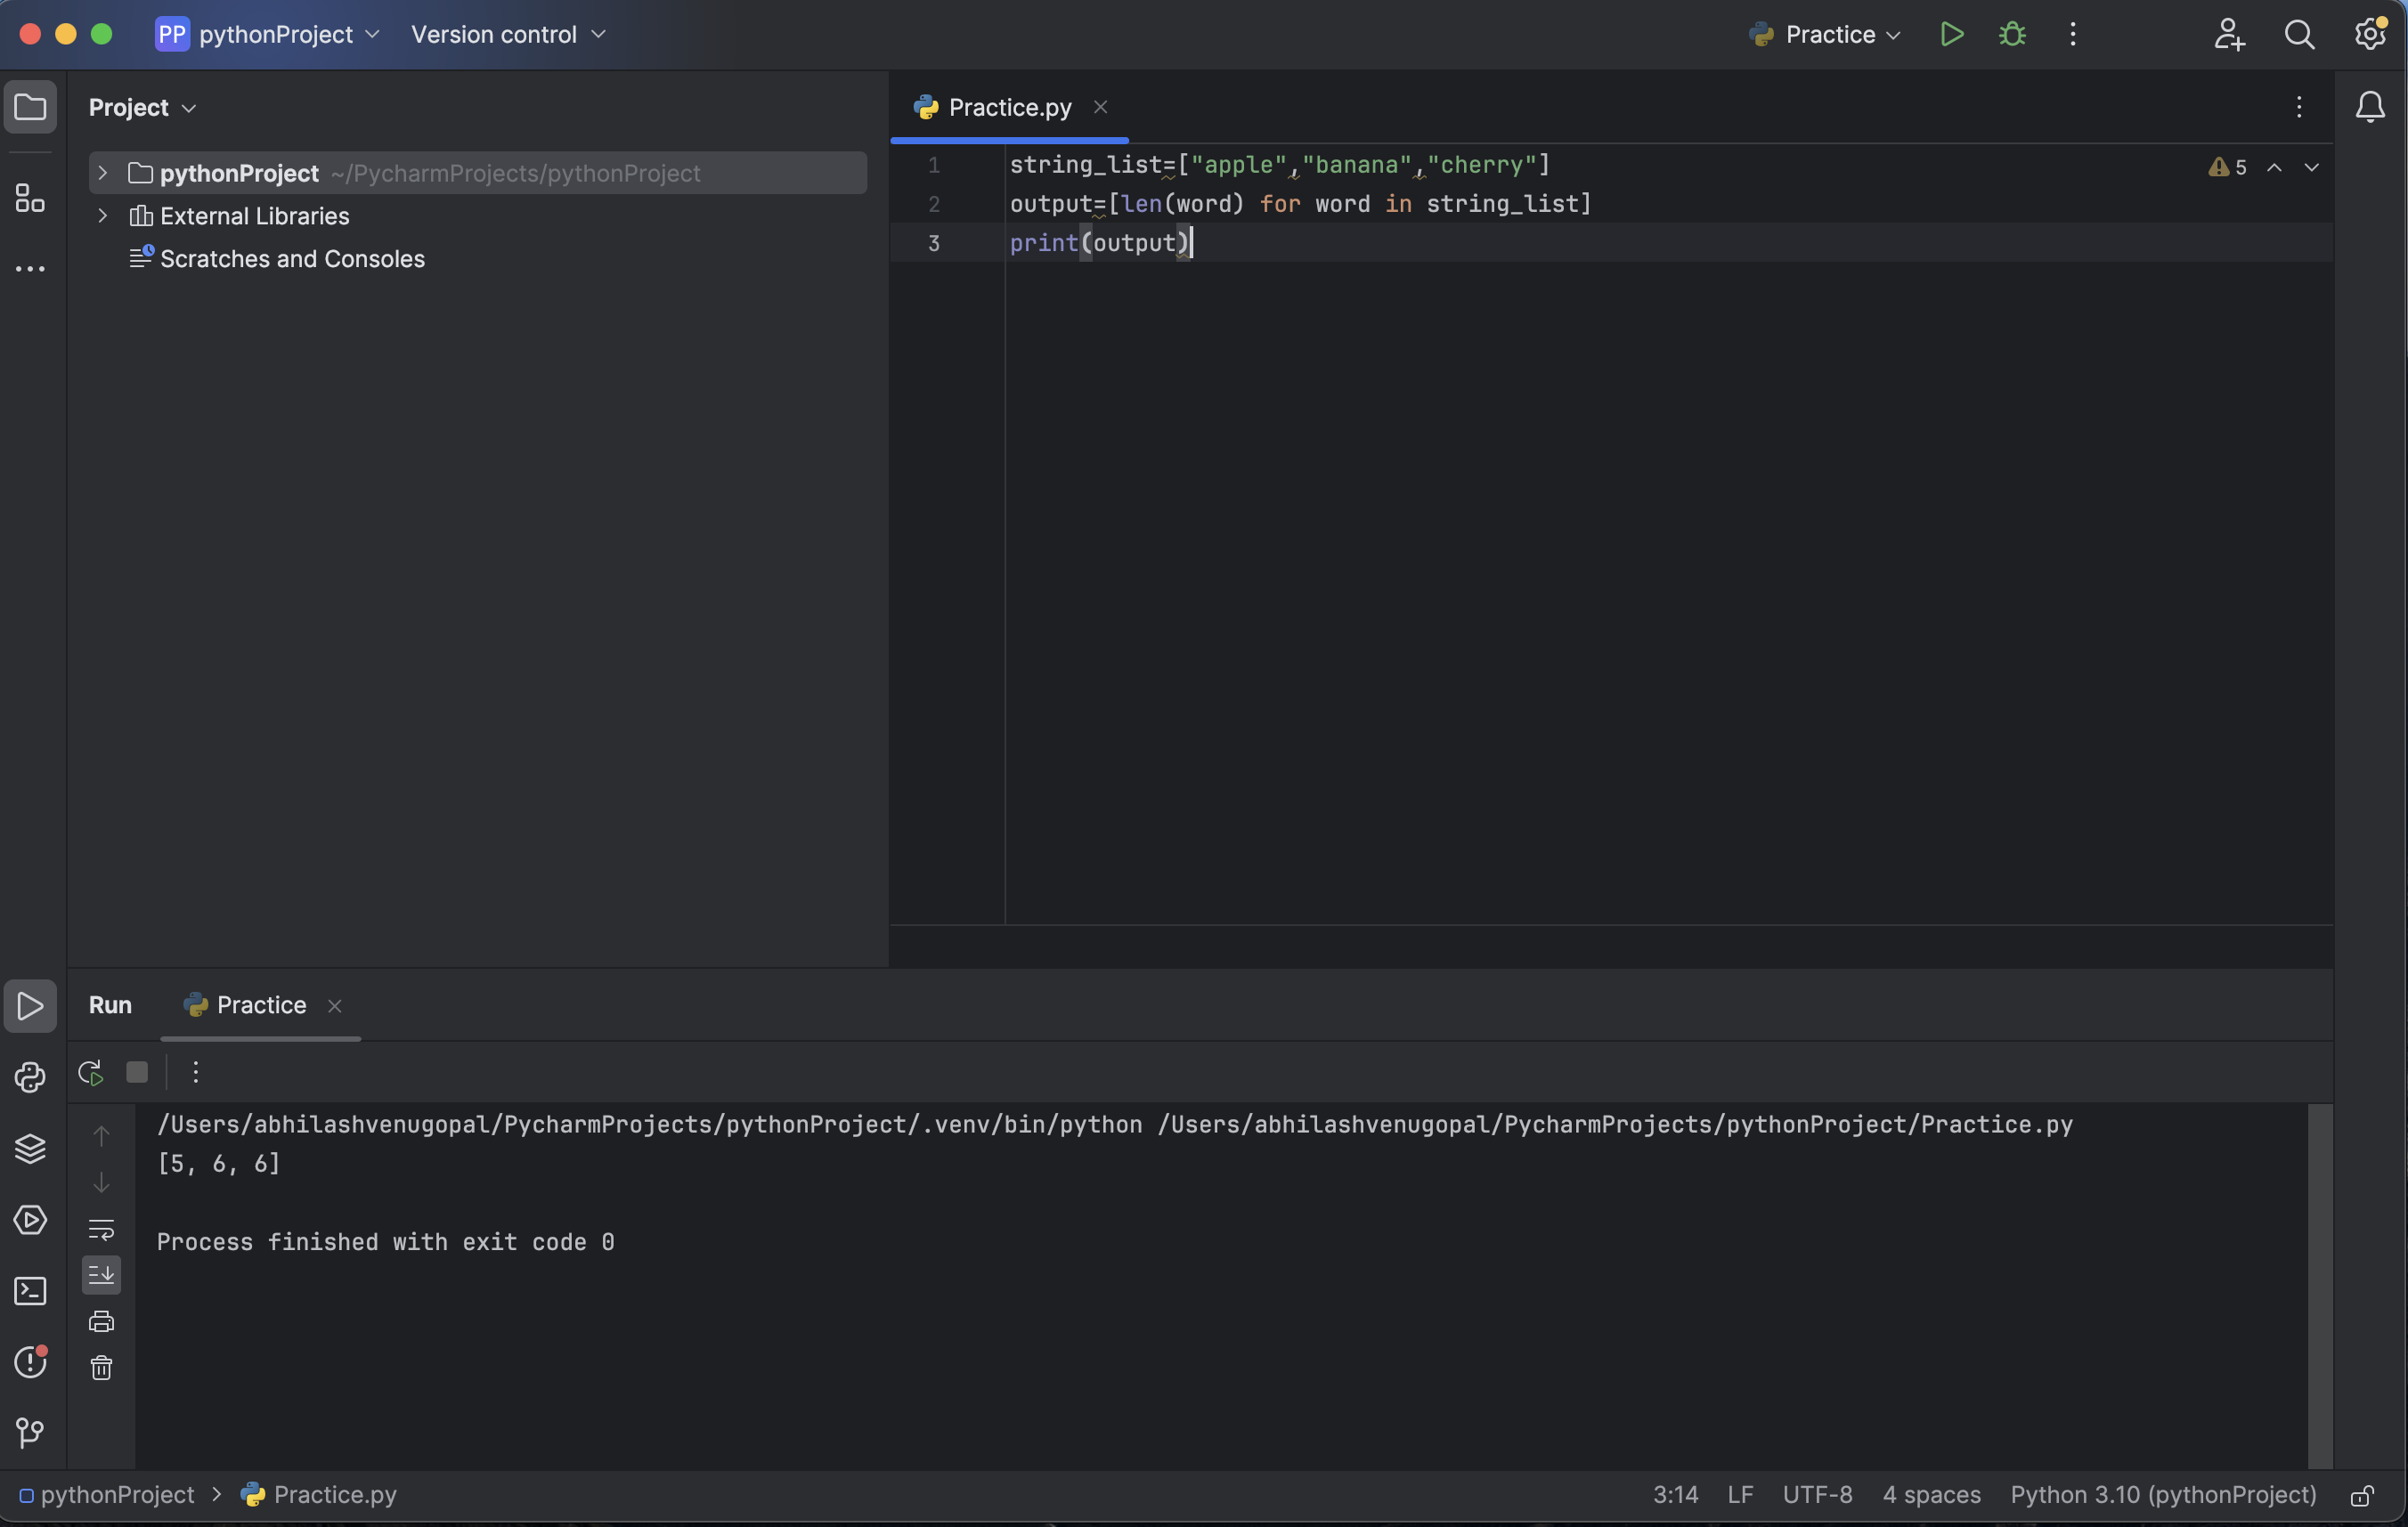 PP pythonProject Version control Practice
Project
Practice.py
pythonProject ~/PycharmProjects/pythonProject
External Libraries
Scratches and Consoles
1 string_list=["apple","banana","cherry"]
5
2 output=[len(word) for word in string_list]
3 print(output)
Run Practice
/Users/abhilashvenugopal/PycharmProjects/pythonProject/.venv/bin/python /Users/abhilashvenugopal/PycharmProjects/pythonProject/Practice.py
[5, 6, 6]
Process finished with exit code 0
pythonProject > Practice.py 3:14 LF UTF-8 4 spaces Python 3.10 (pythonProject)